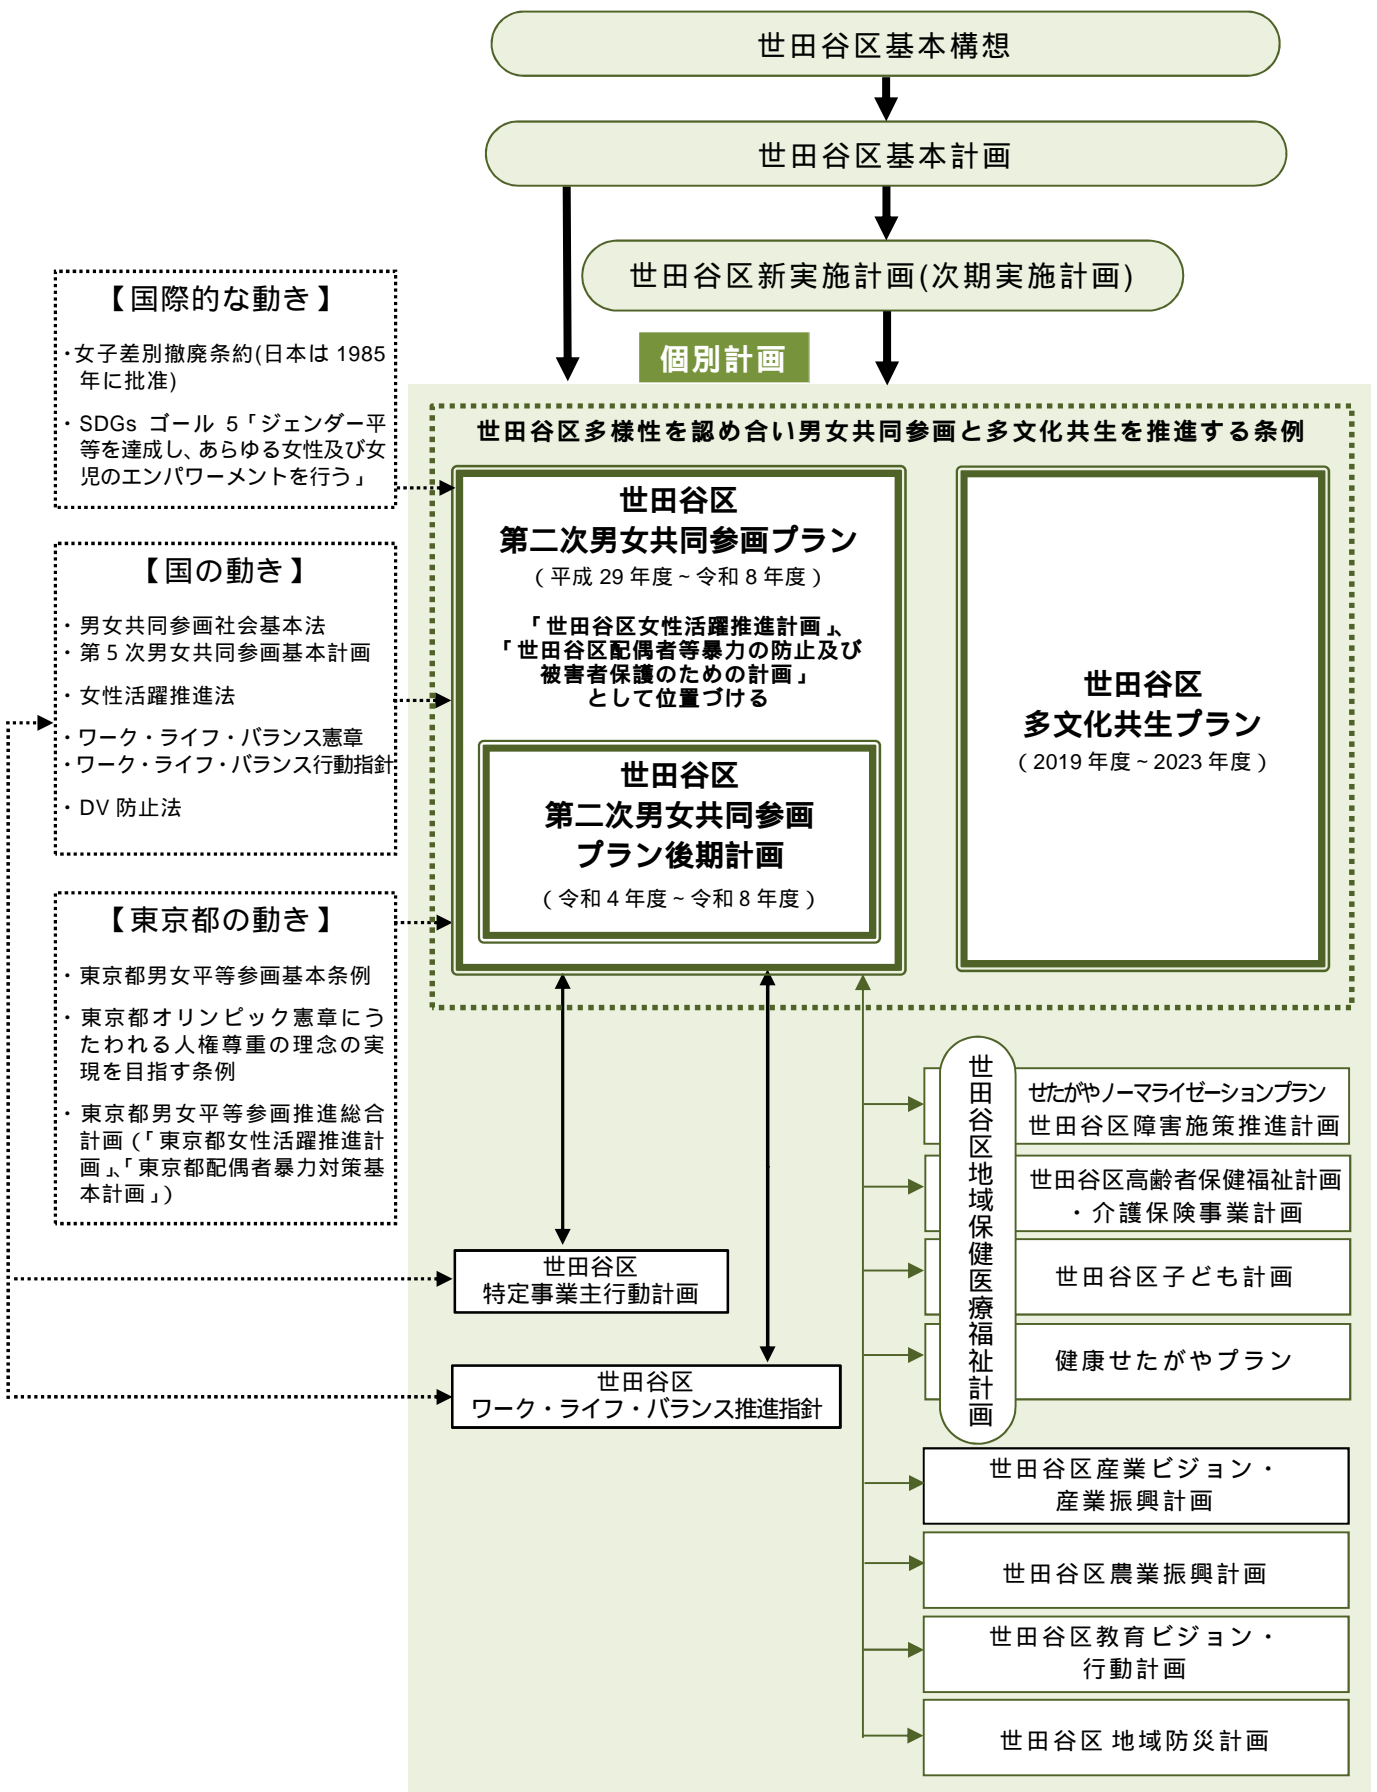 世田谷区基本構想
世田谷区基本計画
世田谷区新実施計画(次期実施計画)
個別計画
【国際的な動き】
・女子差別撤廃条約(日本は 1985
年に批准)
・SDGs ゴール 5「ジェンダー平
等を達成し、あらゆる女性及び女
児のエンパワーメントを行う」
【国の動き】
・男女共同参画社会基本法
・第5次男女共同参画基本計画
・女性活躍推進法
・ワーク・ライフ・バランス憲章
・ワーク・ライフ・バランス行動指針
・DV 防止法
【東京都の動き】
・東京都男女平等参画基本条例
・東京都オリンピック憲章にう
たわれる人権尊重の理念の実
現を目指す条例
・東京都男女平等参画推進総合
計画(「東京都女性活躍推進計
画」、「東京都配偶者暴力対策基
本計画」)
世田谷区多様性を認め合い男女共同参画と多文化共生を推進する条例
世田谷区
第二次男女共同参画プラン
(平成 29 年度~令和 8 年度)
「世田谷区女性活躍推進計画」、
「世田谷区配偶者等暴力の防止及び
被害者保護のための計画」
として位置づける
世田谷区
第二次男女共同参画
プラン後期計画
(令和 4 年度~令和 8 年度)
世田谷区
多文化共生プラン
(2019 年度~2023 年度)
世田谷区
特定事業主行動計画
世田谷区
ワーク・ライフ・バランス推進指針
世田谷区地域保健医療福祉計画
せたがやノーマライゼーションプラン
世田谷区障害施策推進計画
世田谷区高齢者保健福祉計画
・介護保険事業計画
世田谷区子ども計画
健康せたがやプラン
世田谷区産業ビジョン・
産業振興計画
世田谷区農業振興計画
世田谷区教育ビジョン・
行動計画
世田谷区 地域防災計画